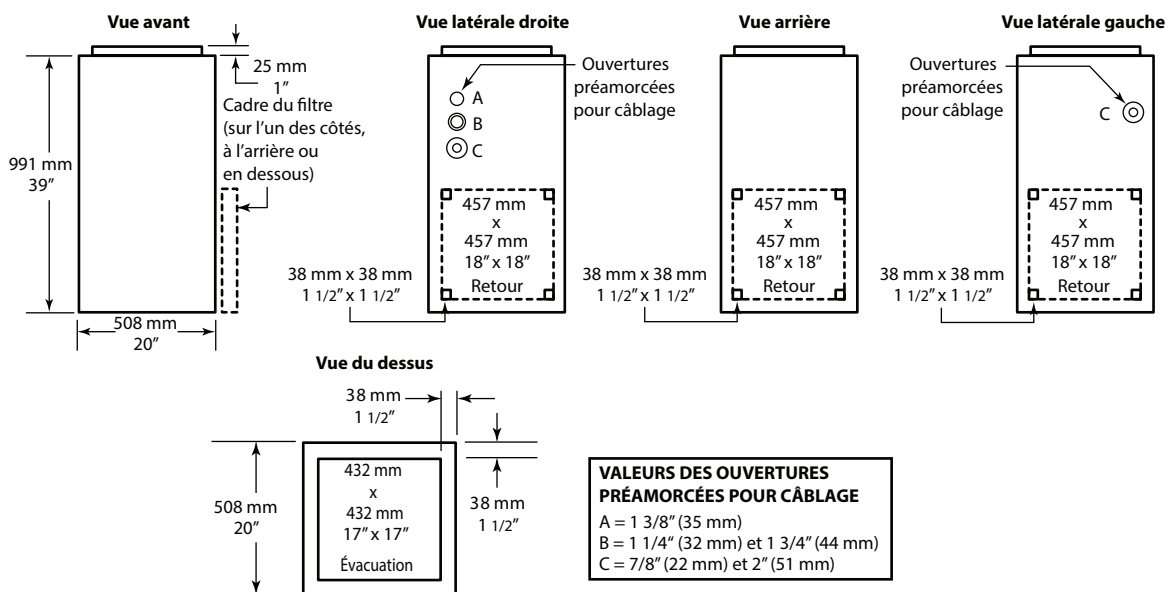 Vue avant
25 mm
1"
Cadre du filtre
(sur l'un des côtés,
à l'arrière ou
en dessous)
991 mm
39"
508 mm
20"
Vue latérale droite
Ouvertures
préamorcées
pour câblage
A
B
C
457 mm
x
457 mm
18" x 18"
Retour
38 mm x 38 mm
1 1/2" x 1 1/2"
Vue arrière
457 mm
x
457 mm
18" x 18"
Retour
38 mm x 38 mm
1 1/2" x 1 1/2"
Vue latérale gauche
Ouvertures
préamorcées
pour câblage
C
457 mm
x
457 mm
18" x 18"
Retour
38 mm x 38 mm
1 1/2" x 1 1/2"
Vue du dessus
38 mm
1 1/2"
508 mm
20"
432 mm
x
432 mm
17" x 17"
Évacuation
38 mm
1 1/2"
VALEURS DES OUVERTURES
PRÉAMORCÉES POUR CÂBLAGE
A = 1 3/8" (35 mm)
B = 1 1/4" (32 mm) et 1 3/4" (44 mm)
C = 7/8" (22 mm) et 2" (51 mm)